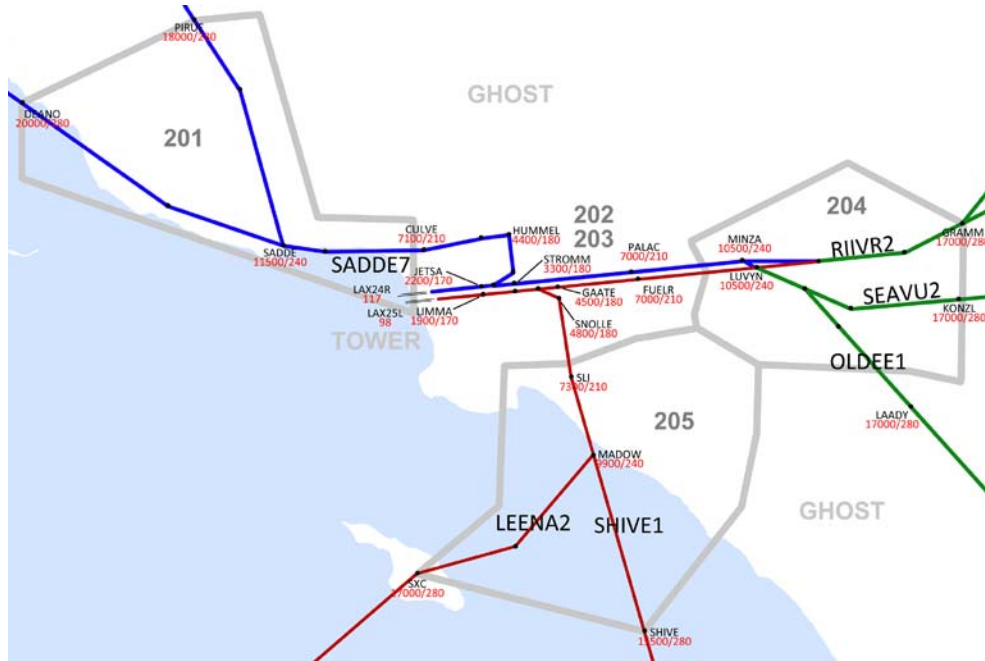 PIRUF
18000/280
DEANO
20000/280
201
GHOST
SADDE
11500/240
SADDE7
CULVE
7100/210
HUMMEL
4400/180
202
203
JETSA
2200/170
STROMM
3300/180
PALAC
7000/210
LAX24R
117
LAX25L
98
LIMMA
1900/170
GAATE
4500/180
FUELR
7000/210
SNOLLE
4800/180
TOWER
MINZA
10500/240
LUVYN
10500/240
204
RIIVR2
GRAMM
17000/280
SEAVU2
KONZL
17000/280
OLDEE1
LAADY
17000/280
SLI
7300/210
205
MADOW
9900/240
LEENA2
SHIVE1
GHOST
SXC
17000/280
SHIVE